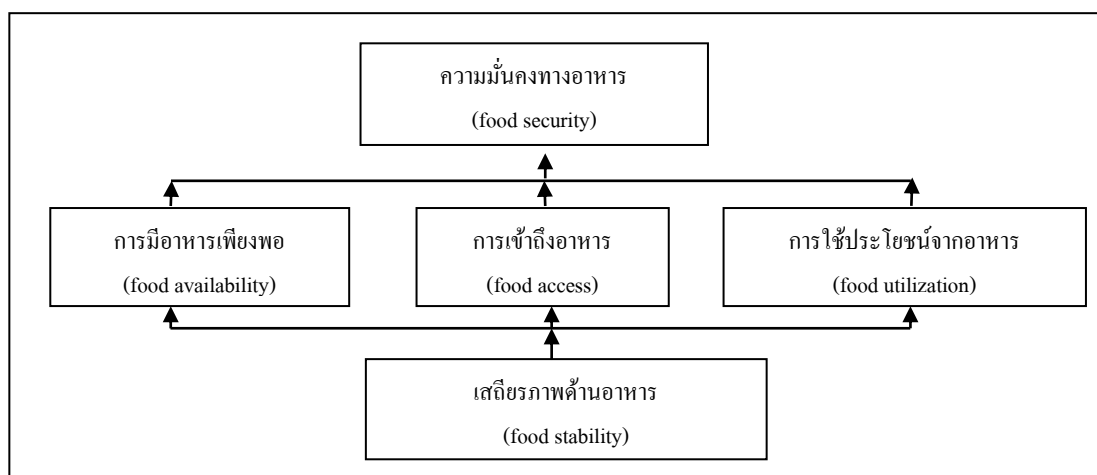 ความมั่นคงทางอาหาร
(food security)
การมีอาหารเพียงพอ
(food availability)
การเข้าถึงอาหาร
(food access)
การใช้ประโยชน์จากอาหาร
(food utilization)
เสถียรภาพด้านอาหาร
(food stability)